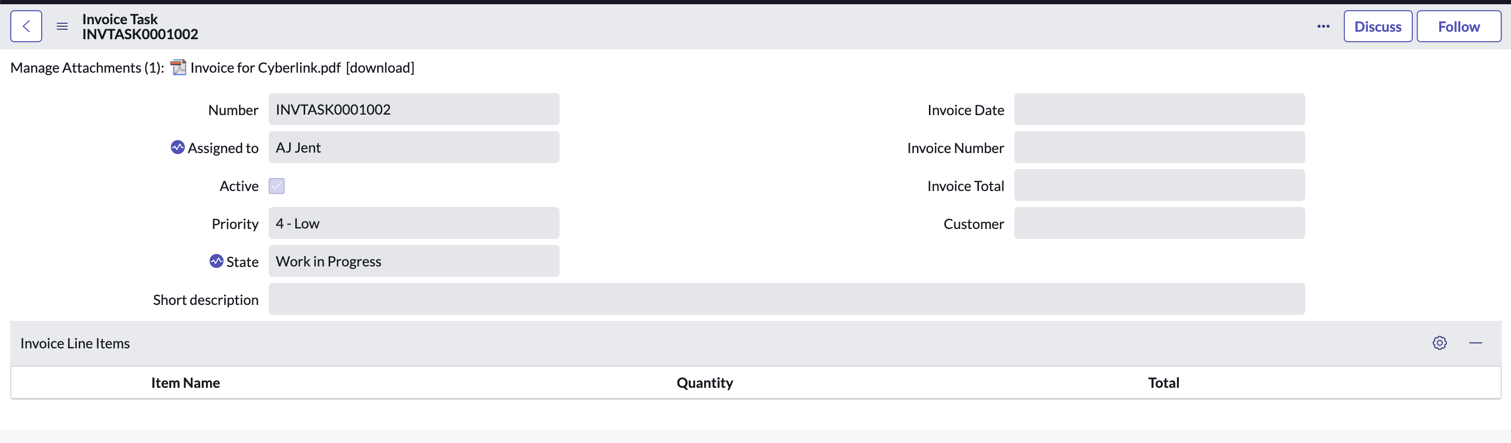 Invoice Task
INVTASK0001002
Discuss
Follow
Manage Attachments (1): Invoice for Cyberlink.pdf [download]
Number INVTASK0001002
Invoice Date
Assigned to AJ Jent
Invoice Number
Active
Invoice Total
Priority 4 - Low
Customer
State Work in Progress
Short description
Invoice Line Items
Item Name Quantity Total